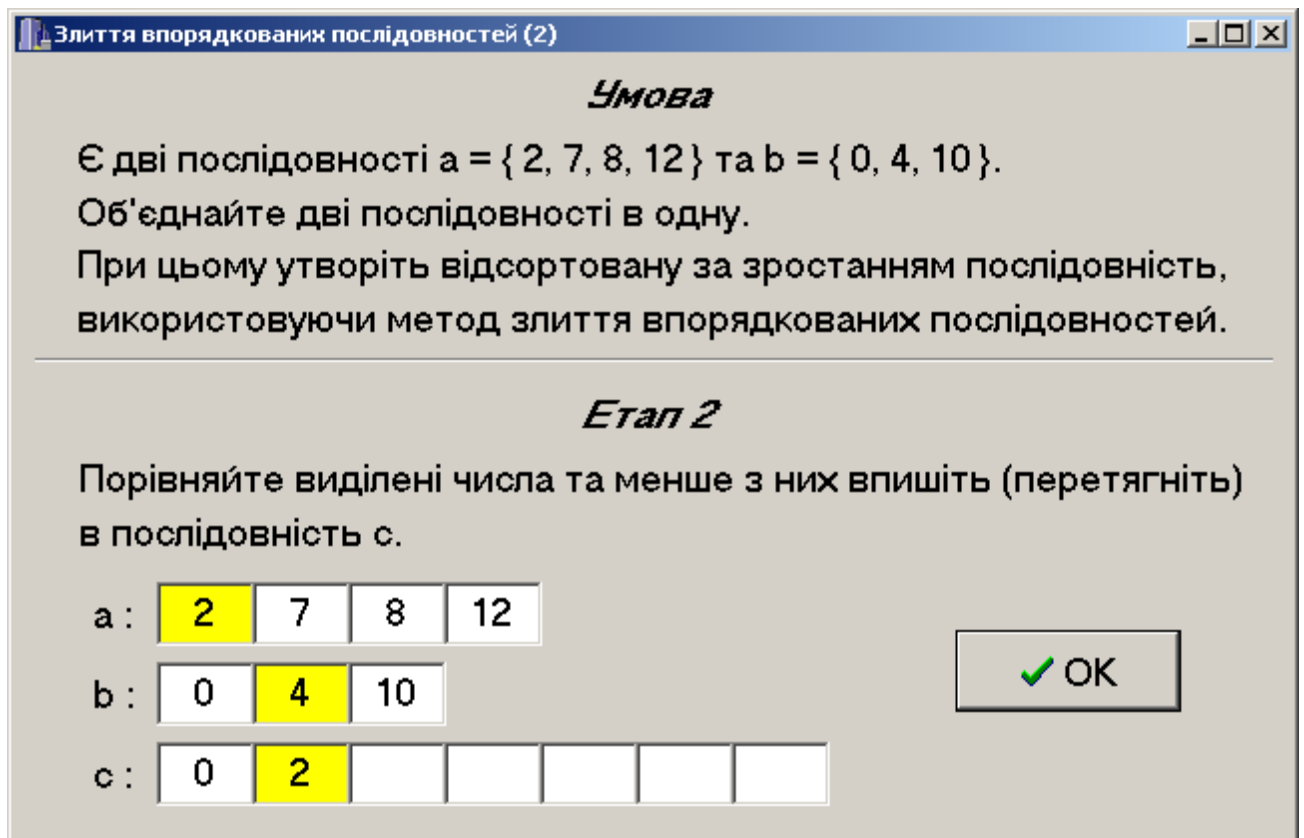 Злиття впорядкованих послідовностей (2)
Умова
Є дві послідовності a = { 2, 7, 8, 12 } та b = { 0, 4, 10 }.
Об'єднайте дві послідовності в одну.
При цьому утворіть відсортовану за зростанням послідовність,
використовуючи метод злиття впорядкованих послідовностей.
Етап 2
Порівняйте виділені числа та менше з них впишіть (перетягніть)
в послідовність c.
a : 2 7 8 12
b : 0 4 10
OK
c : 0 2